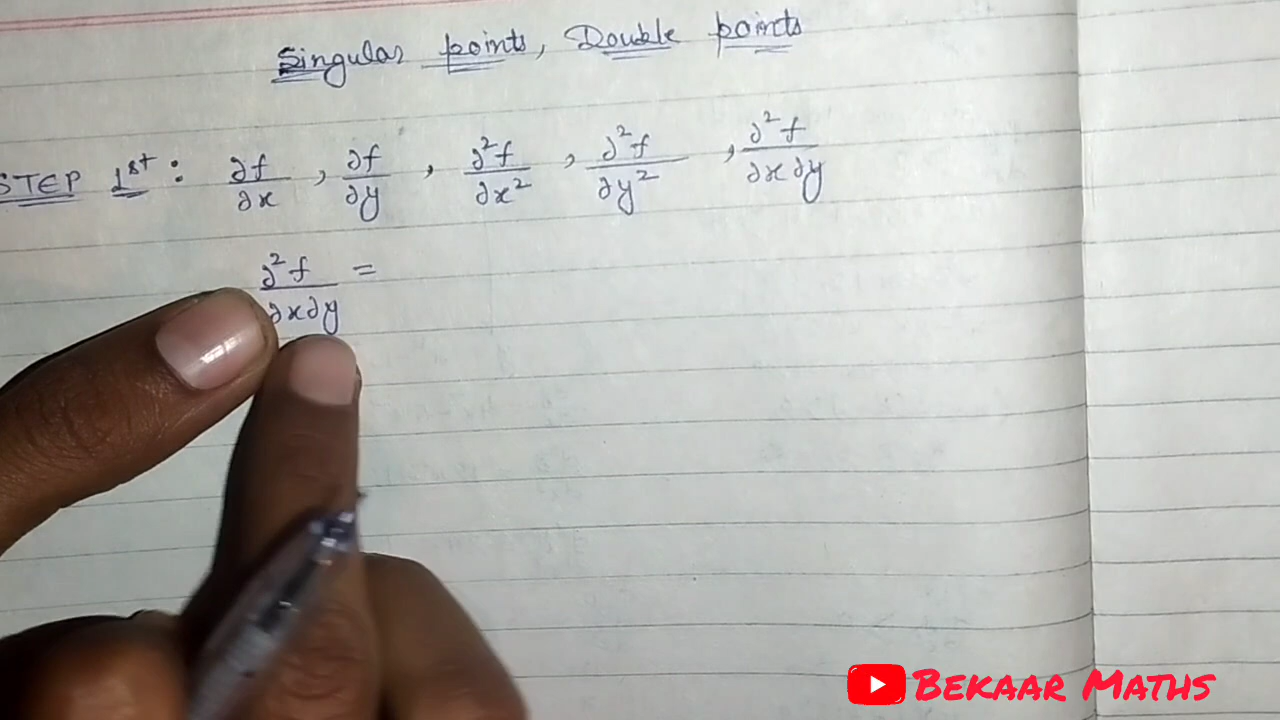 Singular points, Double points
STEP 1st : ∂f/∂x , ∂f/∂y , ∂²f/∂x² , ∂²f/∂y² , ∂²f/∂x∂y
∂²f/∂x∂y =
BEKAAR MATHS